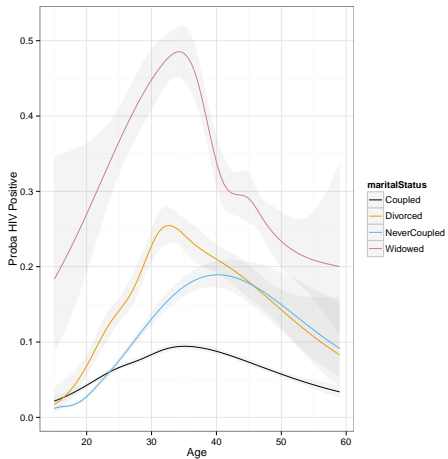 0.5
0.4
0.3
0.2
0.1
0.0
Proba HIV Positive
20 30 40 50 60
Age
maritalStatus
Coupled
Divorced
NeverCoupled
Widowed